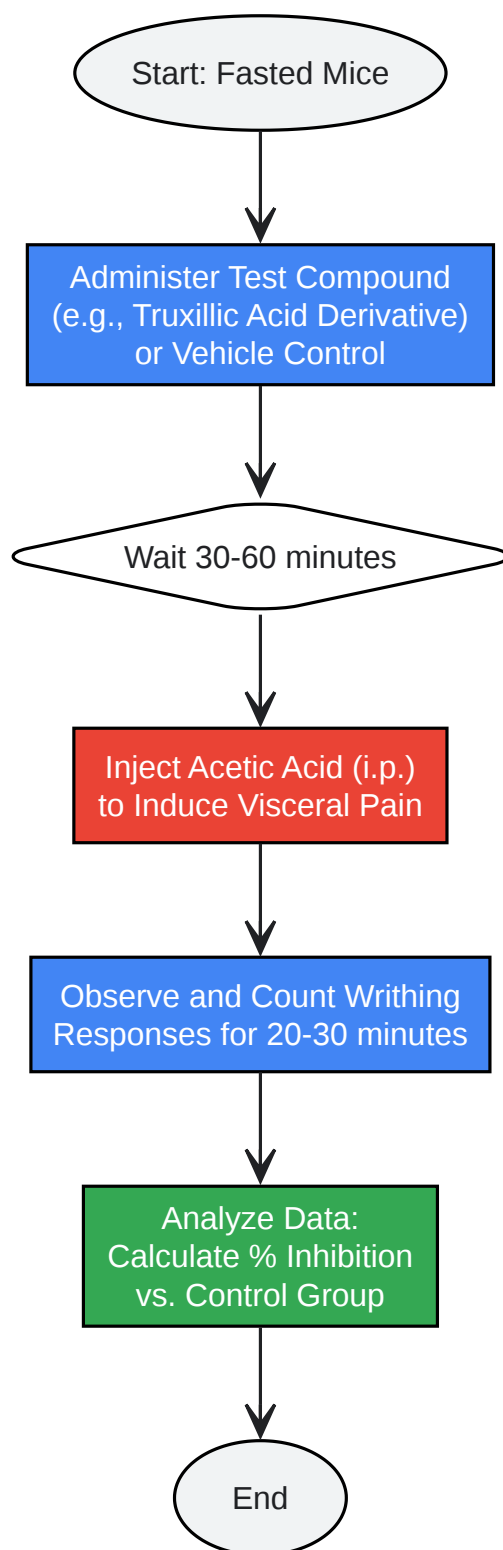 Start: Fasted Mice
Administer Test Compound
(e.g., Truxillic Acid Derivative)
or Vehicle Control
Wait 30-60 minutes
Inject Acetic Acid (i.p.)
to Induce Visceral Pain
Observe and Count Writhing
Responses for 20-30 minutes
Analyze Data:
Calculate % Inhibition
vs. Control Group
End